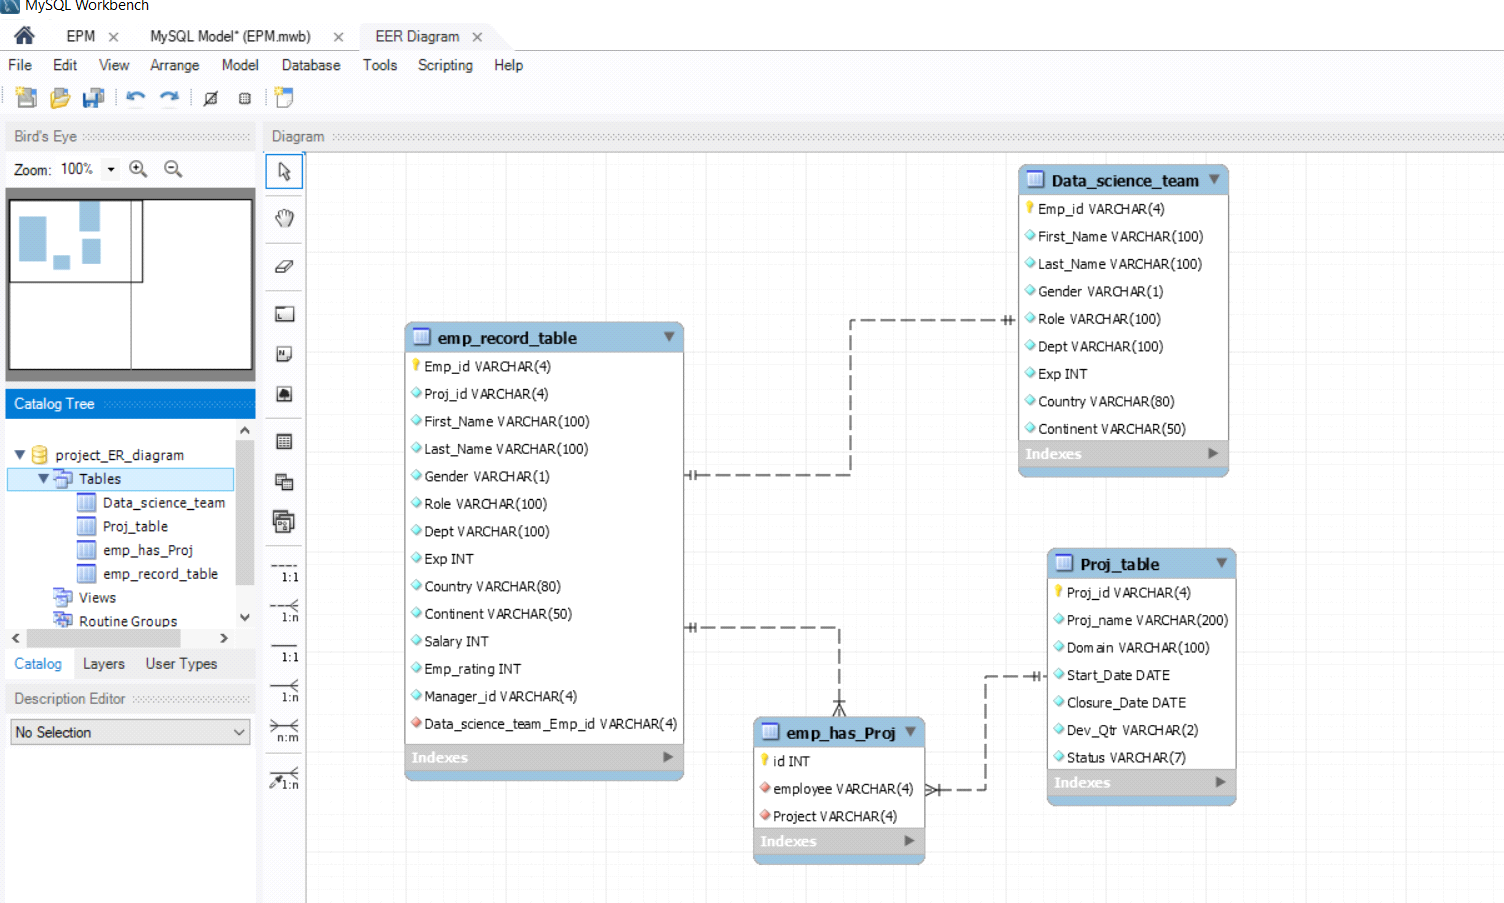 MySQL Workbench
EPM
MySQL Model* (EPM.mwb)
EER Diagram
File Edit View Arrange Model Database Tools Scripting Help
Bird's Eye
Zoom: 100%
Catalog Tree
project_ER_diagram
Tables
Data_science_team
Proj_table
emp_has_Proj
emp_record_table
Views
Routine Groups
Catalog Layers User Types
Description Editor
No Selection
Diagram
1:1
1:n
1:1
1:n
n:m
1:n
emp_record_table
Emp_id VARCHAR(4)
Proj_id VARCHAR(4)
First_Name VARCHAR(100)
Last_Name VARCHAR(100)
Gender VARCHAR(1)
Role VARCHAR(100)
Dept VARCHAR(100)
Exp INT
Country VARCHAR(80)
Continent VARCHAR(50)
Salary INT
Emp_rating INT
Manager_id VARCHAR(4)
Data_science_team_Emp_id VARCHAR(4)
Indexes
Data_science_team
Emp_id VARCHAR(4)
First_Name VARCHAR(100)
Last_Name VARCHAR(100)
Gender VARCHAR(1)
Role VARCHAR(100)
Dept VARCHAR(100)
Exp INT
Country VARCHAR(80)
Continent VARCHAR(50)
Indexes
emp_has_Proj
id INT
employee VARCHAR(4)
Project VARCHAR(4)
Indexes
Proj_table
Proj_id VARCHAR(4)
Proj_name VARCHAR(200)
Domain VARCHAR(100)
Start_Date DATE
Closure_Date DATE
Dev_Qtr VARCHAR(2)
Status VARCHAR(7)
Indexes